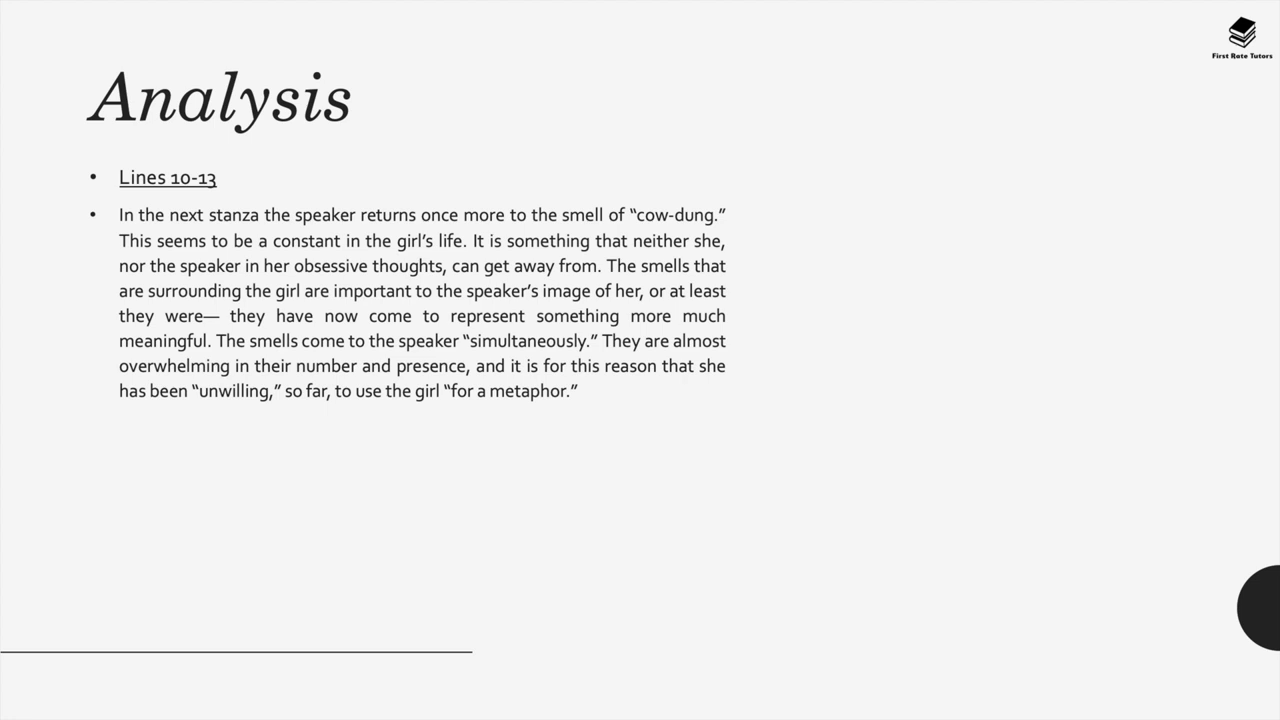 First Rate Tutors
Analysis
• Lines 10-13
• In the next stanza the speaker returns once more to the smell of “cow-dung.”
This seems to be a constant in the girl’s life. It is something that neither she,
nor the speaker in her obsessive thoughts, can get away from. The smells that
are surrounding the girl are important to the speaker’s image of her, or at least
they were— they have now come to represent something more much
meaningful. The smells come to the speaker “simultaneously.” They are almost
overwhelming in their number and presence, and it is for this reason that she
has been “unwilling,” so far, to use the girl “for a metaphor.”